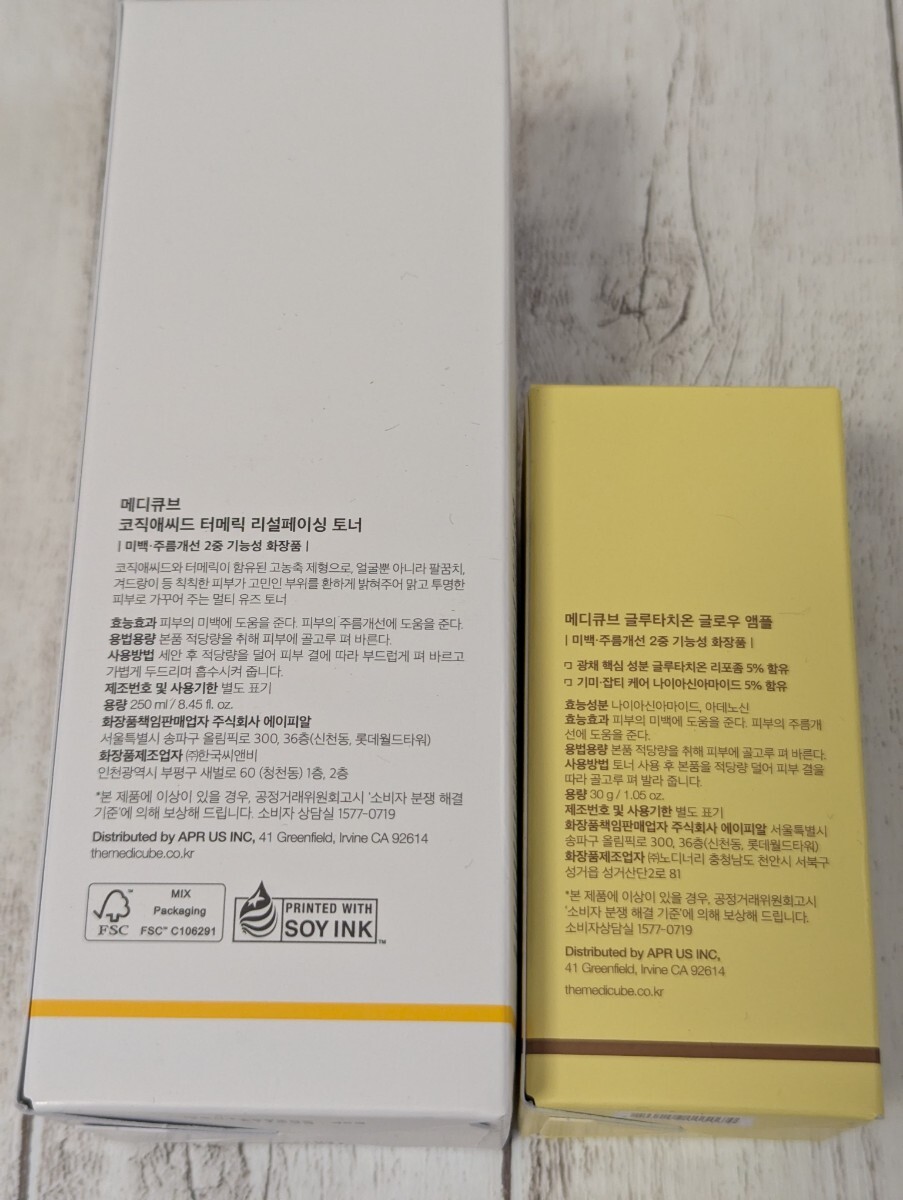 메디큐브
코직애씨드 터메릭 리설페이싱 토너
| 미백·주름개선 2중 기능성 화장품 |
코직애씨드와 터메릭이 함유된 고농축 제형으로, 얼굴뿐 아니라 팔꿈치,
겨드랑이 등 칙칙한 피부가 고민인 부위를 환하게 밝혀주어 맑고 투명한
피부로 가꾸어 주는 멀티 유즈 토너
효능효과 피부의 미백에 도움을 준다. 피부의 주름개선에 도움을 준다.
용법용량 본품 적당량을 취해 피부에 골고루 펴 바른다.
사용방법 세안 후 적당량을 덜어 피부 결에 따라 부드럽게 펴 바르고
가볍게 두드리며 흡수시켜 줍니다.
제조번호 및 사용기한 별도 표기
용량 250 ml / 8.45 fl. oz.
화장품책임판매업자 주식회사 에이피알
서울특별시 송파구 올림픽로 300, 36층(신천동, 롯데월드타워)
화장품제조업자 ㈜한국씨앤비
인천광역시 부평구 새벌로 60 (청천동) 1층, 2층
*본 제품에 이상이 있을 경우, 공정거래위원회고시 '소비자 분쟁 해결
기준'에 의해 보상해 드립니다. 소비자 상담실 1577-0719
Distributed by APR US INC, 41 Greenfield, Irvine CA 92614
themedicube.co.kr
FSC™
MIX
Packaging
FSC™ C106291
PRINTED WITH
SOY INK™
메디큐브 글루타치온 글로우 앰플
| 미백·주름개선 2중 기능성 화장품 |
□ 광채 핵심 성분 글루타치온 리포좀 5% 함유
□ 기미·잡티 케어 나이아신아마이드 5% 함유
효능성분 나이아신아마이드, 아데노신
효능효과 피부의 미백에 도움을 준다. 피부의 주름개
선에 도움을 준다.
용법용량 본품 적당량을 취해 피부에 골고루 펴 바른다.
사용방법 토너 사용 후 본품을 적당량 덜어 피부 결을
따라 골고루 펴 발라 줍니다.
용량 30 g / 1.05 oz.
제조번호 및 사용기한 별도 표기
화장품책임판매업자 주식회사 에이피알 서울특별시
송파구 올림픽로 300, 36층(신천동, 롯데월드타워)
화장품제조업자 ㈜노디너리 충청남도 천안시 서북구
성거읍 성거산단2로 81
*본 제품에 이상이 있을 경우, 공정거래위원회고시
'소비자 분쟁 해결 기준'에 의해 보상해 드립니다.
소비자상담실 1577-0719
Distributed by APR US INC,
41 Greenfield, Irvine CA 92614
themedicube.co.kr